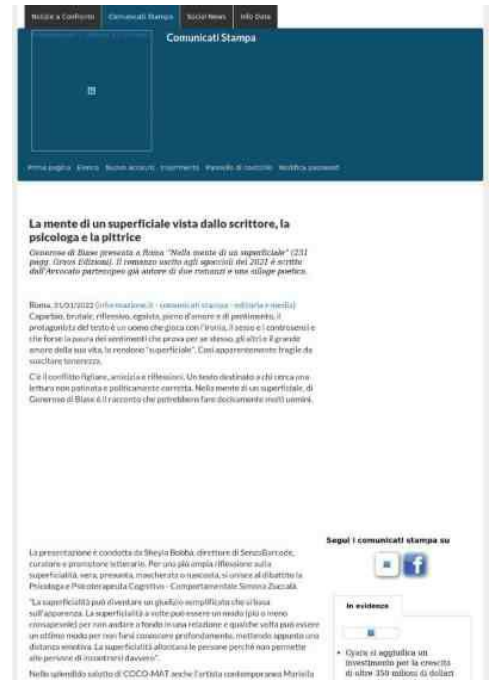 Notizie a Confronto Comunicati Stampa Social News Info Data
Comunicati Stampa
Prima pagina Elenco Nuovo account Inserimento Pannello di controllo Modifica password
La mente di un superficiale vista dallo scrittore, la
psicologa e la pittrice
Generoso di Biase presenta a Roma "Nella mente di un superficiale" (231
pagg. Graus Edizioni). Il romanzo uscito agli sgoccioli del 2021 è scritto
dall'Avvocato partenopeo già autore di due romanzi e una silloge poetica.
Roma, 31/01/2022 (informazione.it - comunicati stampa - editoria e media)
Caparbio, brutale, riflessivo, egoista, pieno d'amore e di pentimento, il
protagonista del testo è un uomo che gioca con l'ironia, il sesso e i controsensi e
che forse la paura dei sentimenti che prova per se stesso, gli altri e il grande
amore della sua vita, lo rendono "superficiale". Così apparentemente fragile da
suscitare tenerezza.
C'è il conflitto figliare, amicizia e riflessioni. Un testo destinato a chi cerca una
lettura non patinata e politicamente corretta. Nella mente di un superficiale, di
Generoso di Biase è il racconto che potrebbero fare decisamente molti uomini.
Segui i comunicati stampa su
La presentazione è condotta da Sheyla Bobba, direttore di SenzaBarcode,
curatore e promotore letterario. Per una più ampia riflessione sulla
superficialità, vera, presunta, mascherata o nascosta, si unisce al dibattito la
Psicologa e Psicoterapeuta Cognitivo - Comportamentale Simona Zuccalà.
"La superficialità può diventare un giudizio semplificato che si basa
sull'apparenza. La superficialità a volte può essere un modo (più o meno
consapevole) per non andare a fondo in una relazione e qualche volta può essere
un ottimo modo per non farsi conoscere profondamente, mettendo appunto una
distanza emotiva. La superficialità allontana le persone perché non permette
alle persone di incontrarsi davvero".
Nello splendido salotto di COCO-MAT anche l'artista contemporanea Mariella
In evidenza
Gyara si aggiudica un
investimento per la crescita
di oltre 350 milioni di dollari